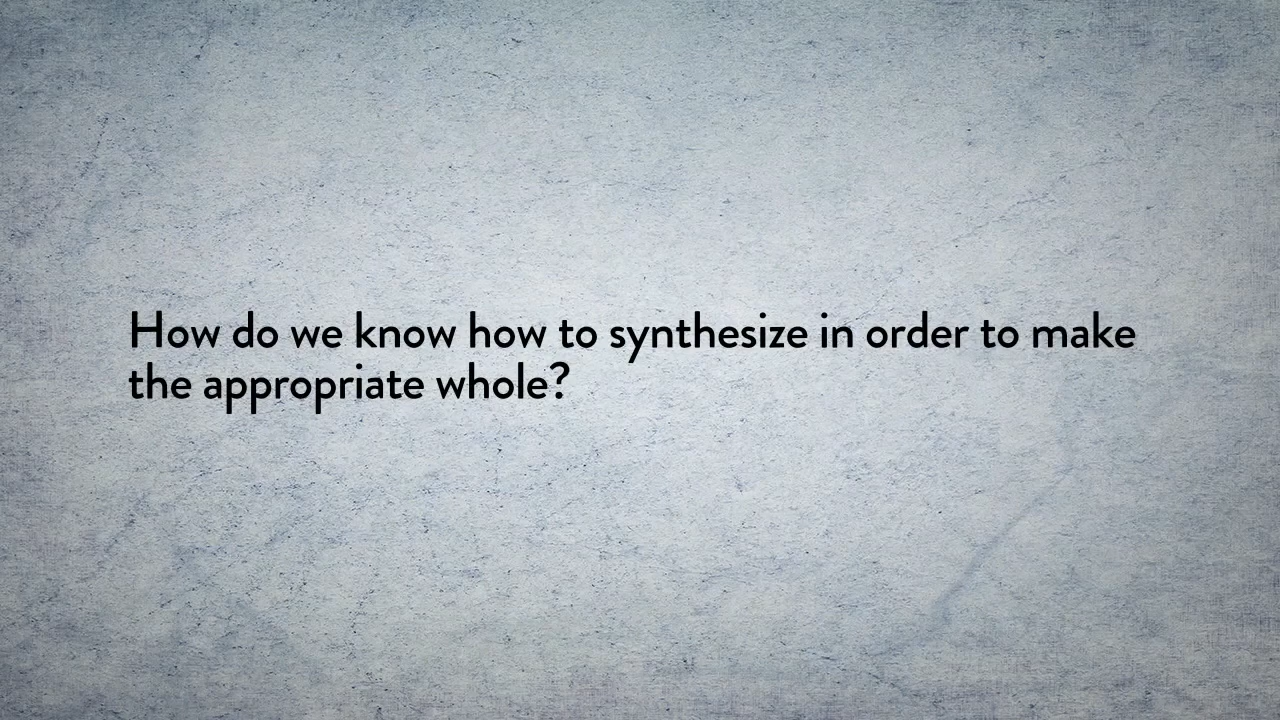 How do we know how to synthesize in order to make
the appropriate whole?